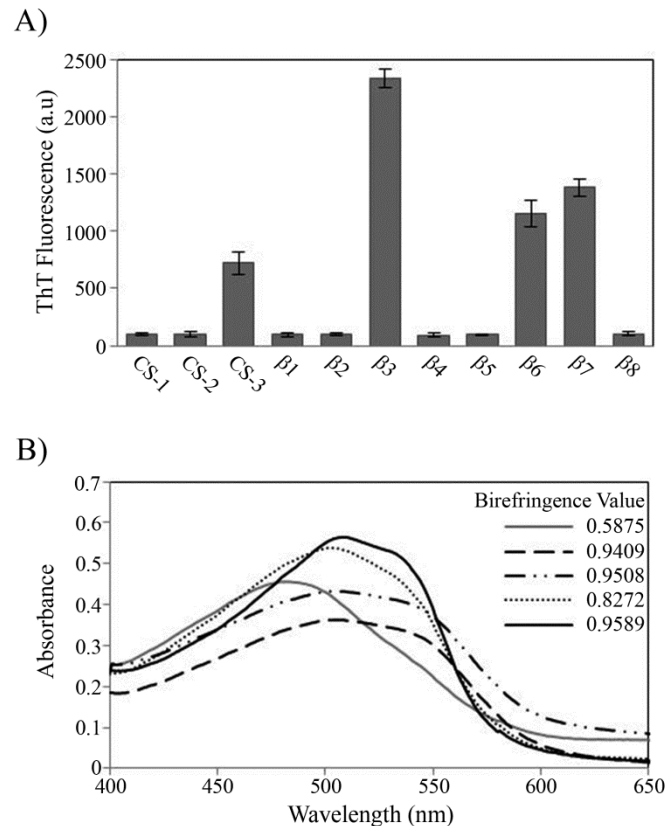 A)
ThT Fluorescence (a.u)
2500
2000
1500
1000
500
0
CS-1 CS-2 CS-3 β1 β2 β3 β4 β5 β6 β7 β8
B)
Absorbance
0.7
0.6
0.5
0.4
0.3
0.2
0.1
0
Birefringence Value
0.5875
0.9409
0.9508
0.8272
0.9589
400 450 500 550 600 650
Wavelength (nm)